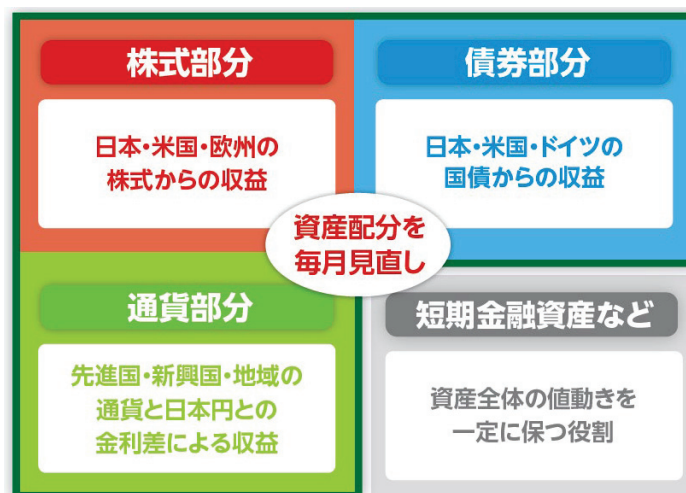 株式部分
日本・米国・欧州の
株式からの収益
債券部分
日本・米国・ドイツの
国債からの収益
資産配分を
毎月見直し
通貨部分
先進国・新興国・地域の
通貨と日本円との
金利差による収益
短期金融資産など
資産全体の値動きを
一定に保つ役割